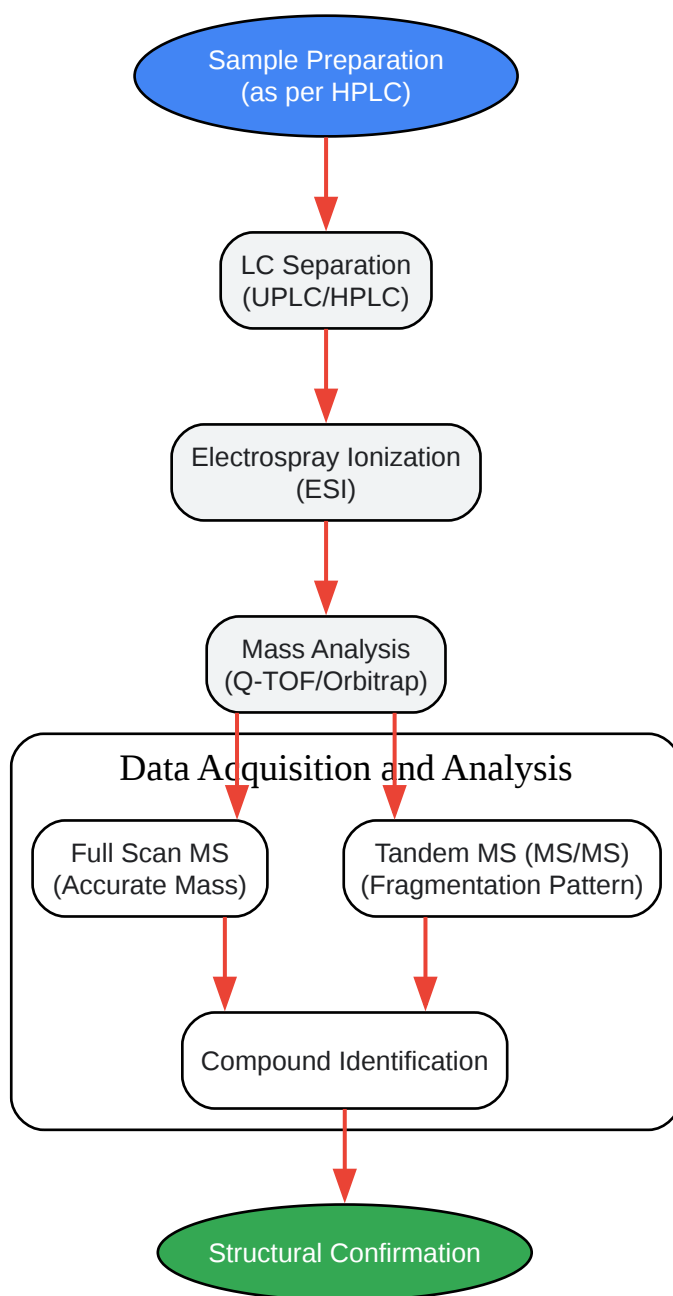 Sample Preparation
(as per HPLC)
LC Separation
(UPLC/HPLC)
Electrospray Ionization
(ESI)
Mass Analysis
(Q-TOF/Orbitrap)
Data Acquisition and Analysis
Full Scan MS
(Accurate Mass)
Tandem MS (MS/MS)
(Fragmentation Pattern)
Compound Identification
Structural Confirmation